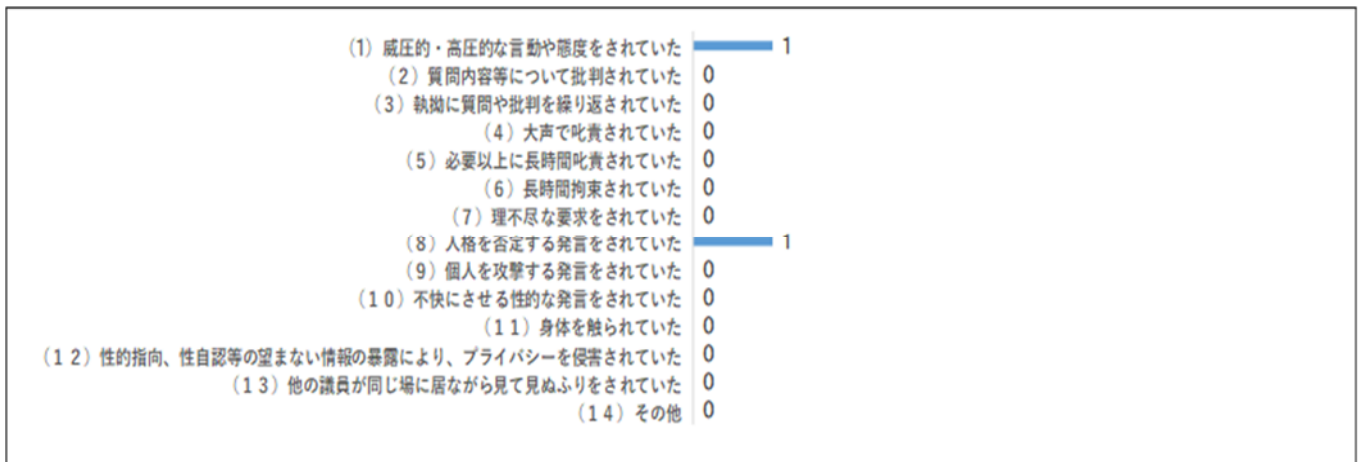 (1) 威圧的・高圧的な言動や態度をされていた 1
(2) 質問内容等について批判されていた 0
(3) 執拗に質問や批判を繰り返されていた 0
(4) 大声で叱責されていた 0
(5) 必要以上に長時間叱責されていた 0
(6) 長時間拘束されていた 0
(7) 理不尽な要求をされていた 0
(8) 人格を否定する発言をされていた 1
(9) 個人を攻撃する発言をされていた 0
(10) 不快にさせる性的な発言をされていた 0
(11) 身体を触られていた 0
(12) 性的指向、性自認等の望まない情報の暴露により、プライバシーを侵害されていた 0
(13) 他の議員が同じ場に居ながら見て見ぬふりをされていた 0
(14) その他 0